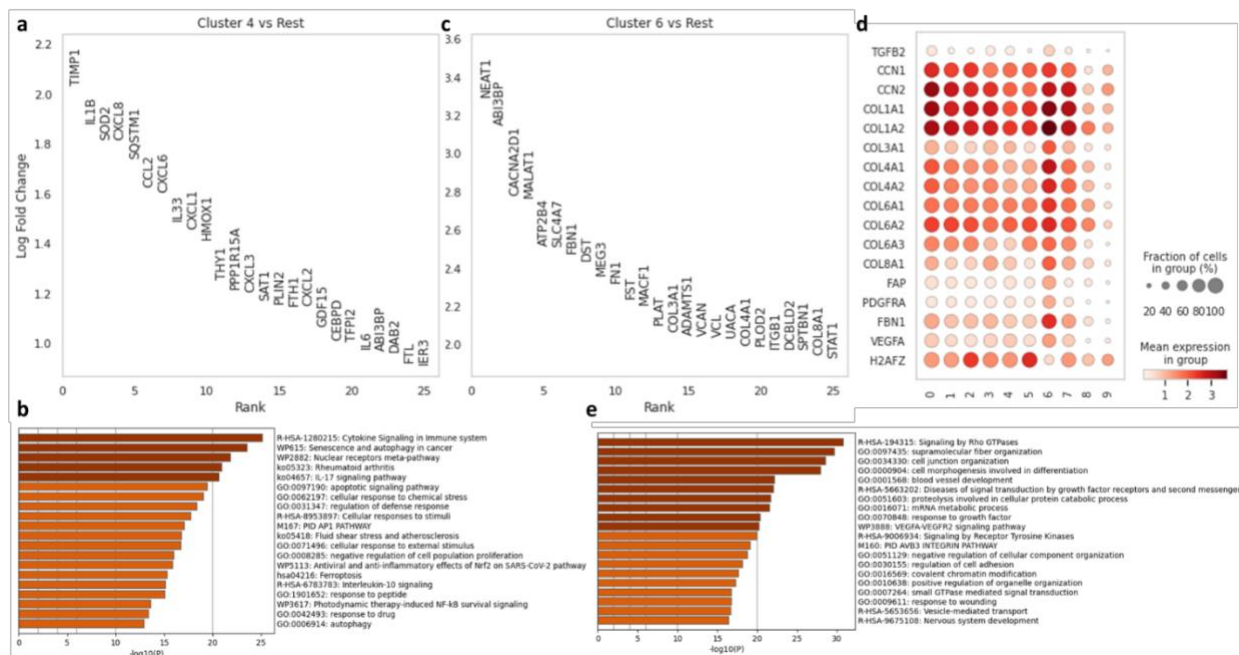 a
Cluster 4 vs Rest
Log Fold Change
2.2
2.0
1.8
1.6
1.4
1.2
1.0
TIMP1
IL1B
SOD2
CXCL8
SQSTM1
CCL2
CXCL6
IL33
CXCL1
HMOX1
THY1
PPP1R15A
CXCL3
SAT1
PLIN2
FTH1
CXCL2
GDF15
CEBPD
TFPI2
IL6
ABI3BP
DAB2
FTL
IER3
0 5 10 15 20 25
Rank
c
Cluster 6 vs Rest
3.6
3.4
3.2
3.0
2.8
2.6
2.4
2.2
2.0
NEAT1
ABI3BP
CACNA2D1
MALAT1
ATP2B4
SLC4A7
FBN1
DST
MEG3
FN1
FST
MACF1
PLAT
COL3A1
ADAMTS1
VCAN
VCL
UACA
COL4A1
PLOD2
ITGB1
DCBLD2
SPTBN1
COL8A1
STAT1
0 5 10 15 20 25
Rank
d
TGFB2
CCN1
CCN2
COL1A1
COL1A2
COL3A1
COL4A1
COL4A2
COL6A1
COL6A2
COL6A3
COL8A1
FAP
PDGFRA
FBN1
VEGFA
H2AFZ
0 1 2 3 4 5 6 7 8 9
Fraction of cells
in group (%)
20 40 60 80100
Mean expression
in group
1 2 3
b
R-HSA-1280215: Cytokine Signaling in Immune system
WP615: Senescence and autophagy in cancer
WP2882: Nuclear receptors meta-pathway
ko05323: Rheumatoid arthritis
ko04657: IL-17 signaling pathway
GO:0097190: apoptotic signaling pathway
GO:0062197: cellular response to chemical stress
GO:0031347: regulation of defense response
R-HSA-8953897: Cellular responses to stimuli
M167: PID AP1 PATHWAY
ko05418: Fluid shear stress and atherosclerosis
GO:0071496: cellular response to external stimulus
GO:0008285: negative regulation of cell population proliferation
WP5113: Antiviral and anti-inflammatory effects of Nrf2 on SARS-CoV-2 pathway
hsa04216: Ferroptosis
R-HSA-6783783: Interleukin-10 signaling
GO:1901652: response to peptide
WP3617: Photodynamic therapy-induced NF-kB survival signaling
GO:0042493: response to drug
GO:0006914: autophagy
0 5 10 15 20 25
-log10(P)
e
R-HSA-194315: Signaling by Rho GTPases
GO:0097435: supramolecular fiber organization
GO:0034330: cell junction organization
GO:0000904: cell morphogenesis involved in differentiation
GO:0001568: blood vessel development
R-HSA-5663202: Diseases of signal transduction by growth factor receptors and second messengers
GO:0051603: proteolysis involved in cellular protein catabolic process
GO:0016071: mRNA metabolic process
GO:0070848: response to growth factor
WP3888: VEGFA-VEGFR2 signaling pathway
R-HSA-9006934: Signaling by Receptor Tyrosine Kinases
M160: PID AVB3 INTEGRIN PATHWAY
GO:0051129: negative regulation of cellular component organization
GO:0030155: regulation of cell adhesion
GO:0016569: covalent chromatin modification
GO:0010638: positive regulation of organelle organization
GO:0007264: small GTPase mediated signal transduction
GO:0009611: response to wounding
R-HSA-5653656: Vesicle-mediated transport
R-HSA-9675108: Nervous system development
0 5 10 15 20 25 30
-log10(P)